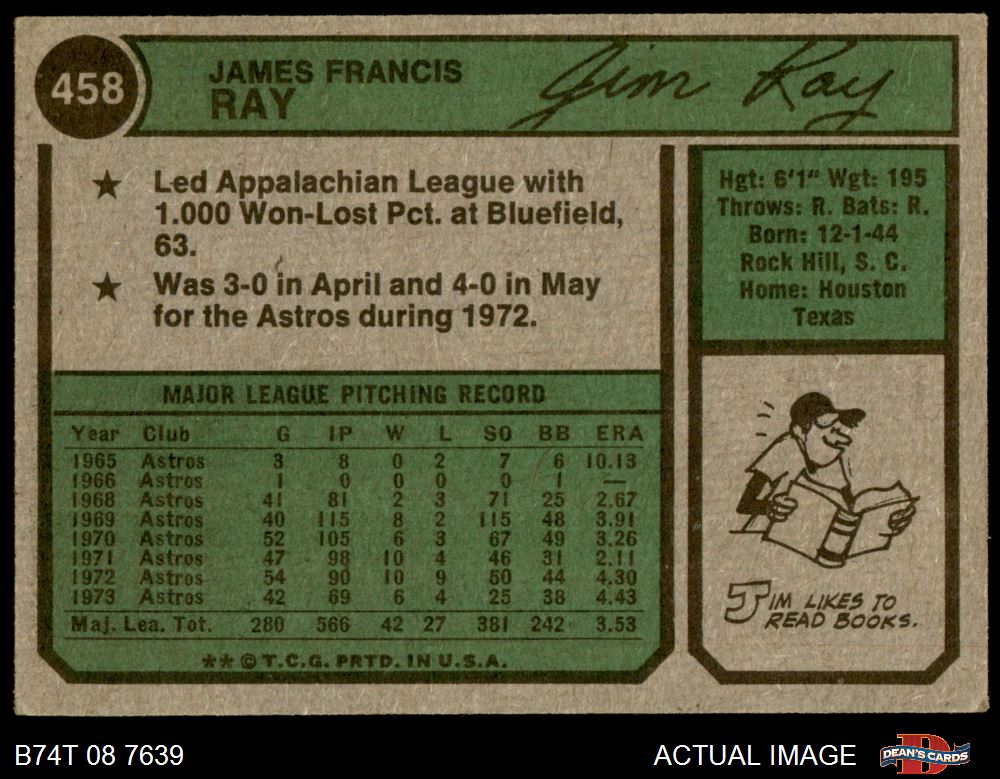 458
JAMES FRANCIS
RAY
Jim Ray
★ Led Appalachian League with
1.000 Won-Lost Pct. at Bluefield,
63.
★ Was 3-0 in April and 4-0 in May
for the Astros during 1972.
Hgt: 6'1" Wgt: 195
Throws: R. Bats: R.
Born: 12-1-44
Rock Hill, S. C.
Home: Houston
Texas
MAJOR LEAGUE PITCHING RECORD
Year Club G IP W L SO BB ERA
1965 Astros 3 8 0 2 7 6 10.13
1966 Astros 1 0 0 0 0 1 —
1968 Astros 41 81 2 3 71 25 2.67
1969 Astros 40 115 8 2 115 48 3.91
1970 Astros 52 105 6 3 67 49 3.26
1971 Astros 47 98 10 4 46 31 2.11
1972 Astros 54 90 10 9 50 44 4.30
1973 Astros 42 69 6 4 25 38 4.43
Maj. Lea. Tot. 280 566 42 27 381 242 3.53
** © T.C.G. PRTD. IN U.S.A.
JIM LIKES TO
READ BOOKS.
B74T 08 7639
ACTUAL IMAGE
DEAN'S CARDS